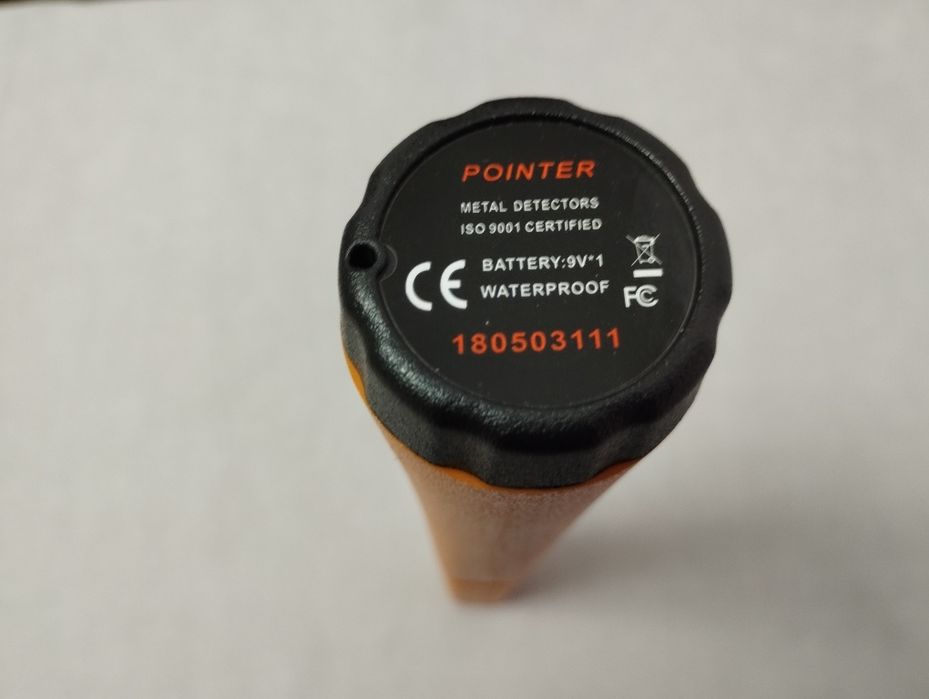 POINTER
METAL DETECTORS
ISO 9001 CERTIFIED
BATTERY:9V*1
CE
WATERPROOF
FC
180503111